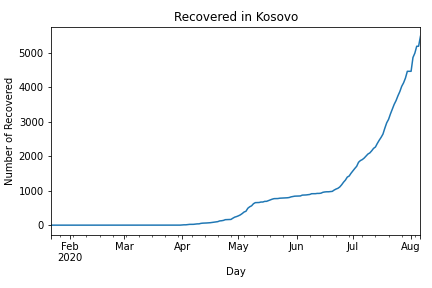 Recovered in Kosovo
Number of Recovered
5000
4000
3000
2000
1000
0
Feb
2020
Mar
Apr
May
Jun
Jul
Aug
Day